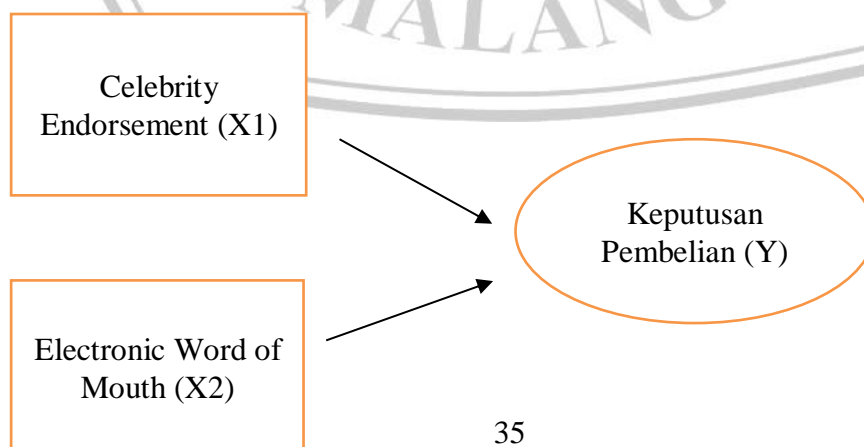 MALANG
Celebrity
Endorsement (X1)
Keputusan
Pembelian (Y)
Electronic Word of
Mouth (X2)
35